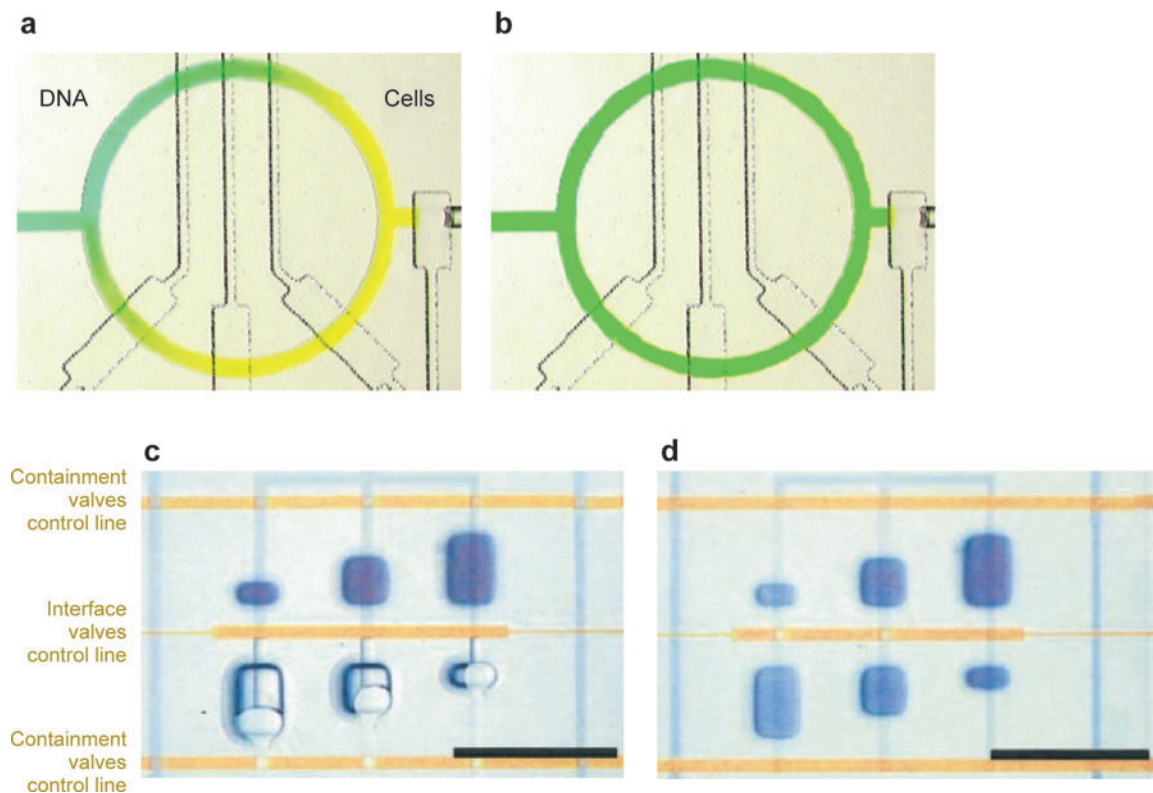 a
b
DNA
Cells
c
d
Containment
valves
control line
Interface
valves
control line
Containment
valves
control line